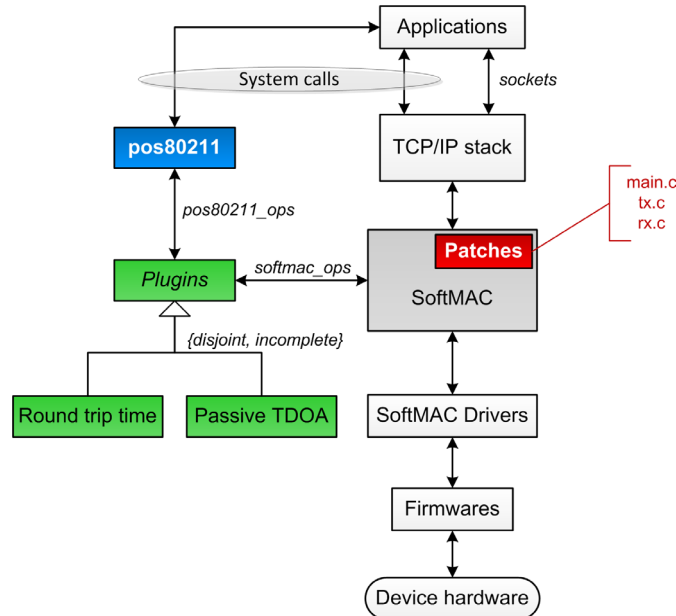 Applications
System calls
sockets
pos80211
TCP/IP stack
main.c
tx.c
rx.c
pos80211_ops
Patches
Plugins
softmac_ops
SoftMAC
{disjoint, incomplete}
Round trip time
Passive TDOA
SoftMAC Drivers
Firmwares
Device hardware